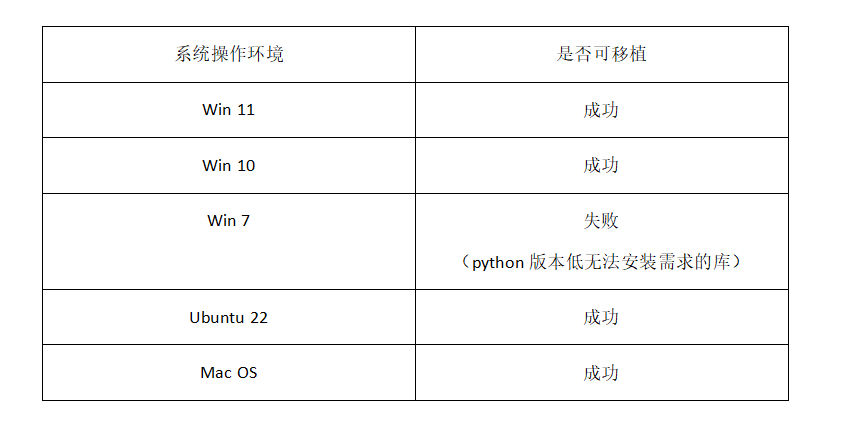 系统操作环境 是否可移植
Win 11 成功
Win 10 成功
Win 7 失败
（python 版本低无法安装需求的库）
Ubuntu 22 成功
Mac OS 成功